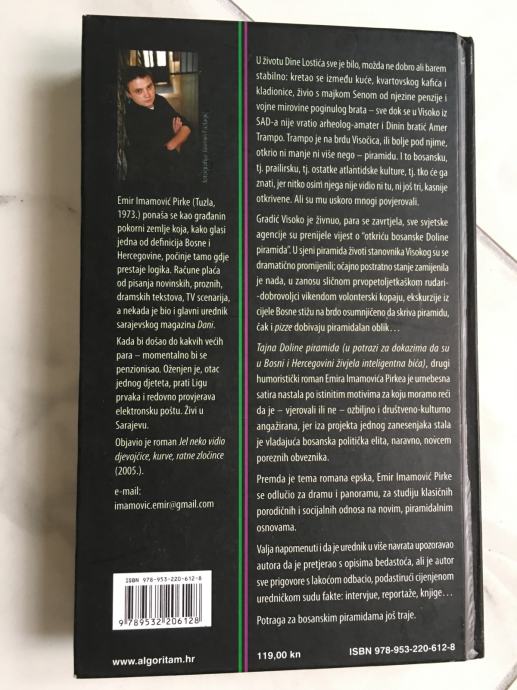 fotografija: Jasmin Fazlagić
Emir Imamović Pirke (Tuzla,
1973.) ponaša se kao građanin
pokorni zemlje koja, kako glasi
jedna od definicija Bosne i
Hercegovine, počinje tamo gdje
prestaje logika. Račune plaća
od pisanja novinskih, proznih,
dramskih tekstova, TV scenarija,
a nekada je bio i glavni urednik
sarajevskog magazina Dani.
Kada bi došao do kakvih većih
para – momentalno bi se
penzionisao. Oženjen je, otac
jednog djeteta, prati Ligu
prvaka i redovno provjerava
elektronsku poštu. Živi u
Sarajevu.
Objavio je roman Jel neko vidio
djevojčice, kurve, ratne zločince
(2005.).
e-mail:
imamovic.emir@gmail.com
ISBN 978-953-220-612-8
9 789532 206128
www.algoritam.hr
U životu Dine Lostića sve je bilo, možda ne dobro ali barem
stabilno: kretao se između kuće, kvartovskog kafića i
kladionice, živio s majkom Senom od njezine penzije i
vojne mirovine poginulog brata – sve dok se u Visoko iz
SAD-a nije vratio arheolog-amater i Dinin bratić Amer
Trampo. Trampo je na brdu Visočica, ili bolje pod njime,
otkrio ni manje ni više nego – piramidu. I to bosansku,
tj. prailirsku, tj. ostatke atlantidske kulture, tj. tko će ga
znati, jer nitko osim njega nije vidio ni tu, ni još tri, kasnije
otkrivene. Ali su mu uskoro mnogi povjerovali.
Gradić Visoko je živnuo, para se zavrtjela, sve svjetske
agencije su prenijele vijest o "otkriću bosanske Doline
piramida". U sjeni piramida životi stanovnika Visokog su se
dramatično promijenili; očajno postratno stanje zamijenila
je nada, u zanosu sličnom prvopetoljetkaškom rudari-
-dobrovoljci vikendom volonterski kopaju, ekskurzije iz
cijele Bosne stižu na brdo osumnjičeno da skriva piramidu,
čak i pizze dobivaju piramidalan oblik…
Tajna Doline piramida (u potrazi za dokazima da su
u Bosni i Hercegovini živjela inteligentna bića), drugi
humoristički roman Emira Imamovića Pirkea je urnebesna
satira nastala po istinitim motivima za koju moramo reći
da je – vjerovali ili ne – ozbiljno i društveno-kulturno
angažirana, jer iza projekta jednog zanesenjaka stala
je vladajuća bosanska politička elita, naravno, novcem
poreznih obveznika.
Premda je tema romana epska, Emir Imamović Pirke
se odlučio za dramu i panoramu, za studiju klasičnih
porodičnih i socijalnih odnosa na novim, piramidalnim
osnovama.
Valja napomenuti i da je urednik u više navrata upozoravao
autora da je pretjerao s opisima bedastoća, ali je autor
sve prigovore s lakoćom odbacio, podastirući cijenjenom
uredničkom sudu fakte: intervjue, reportaže, knjige…
Potraga za bosanskim piramidama još traje.
119,00 kn
ISBN 978-953-220-612-8